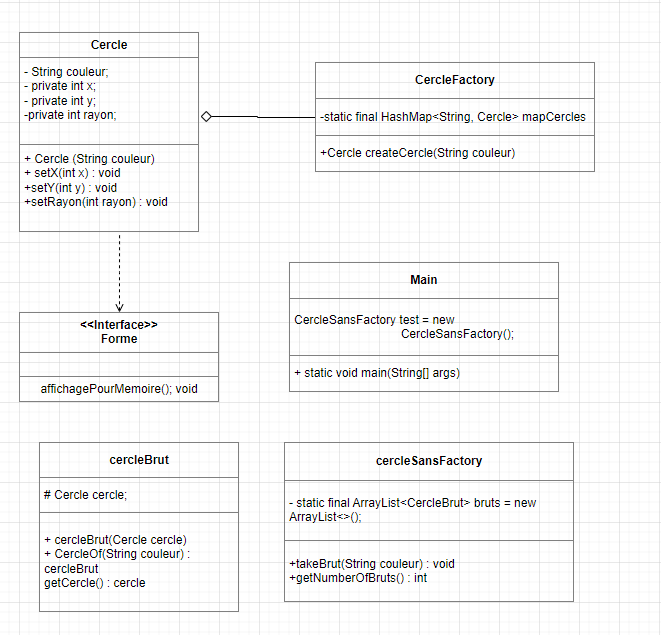 Cercle
- String couleur;
- private int x;
- private int y;
-private int rayon;
+ Cercle (String couleur)
+ setX(int x) : void
+setY(int y) : void
+setRayon(int rayon) : void
CercleFactory
-static final HashMap<String, Cercle> mapCercles
+Cercle createCercle(String couleur)
Main
CercleSansFactory test = new
CercleSansFactory();
+ static void main(String[] args)
<<Interface>>
Forme
affichagePourMemoire(); void
cercleBrut
# Cercle cercle;
+ cercleBrut(Cercle cercle)
+ CercleOf(String couleur) :
cercleBrut
getCercle() : cercle
cercleSansFactory
- static final ArrayList<CercleBrut> bruts = new
ArrayList<>();
+takeBrut(String couleur) : void
+getNumberOfBruts() : int